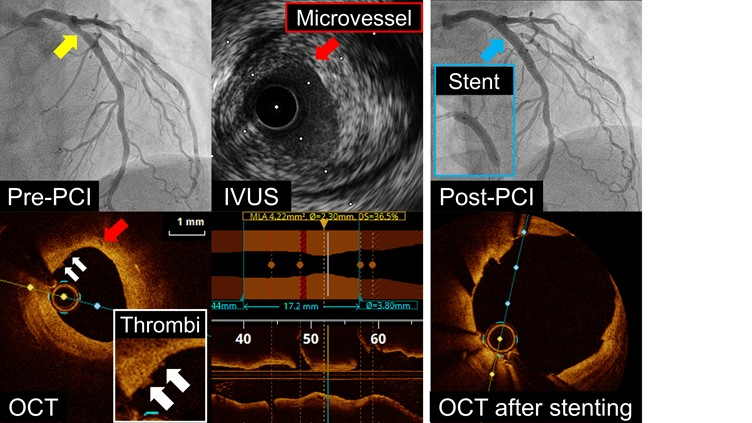 Microvessel
Stent
Pre-PCI
IVUS
Post-PCI
MLA 4.22mm², Ø=2.30mm, DS=36.5%
1 mm
Thrombi
44mm
17.2 mm
Ø=3.80mm
40
50
60
OCT
OCT after stenting